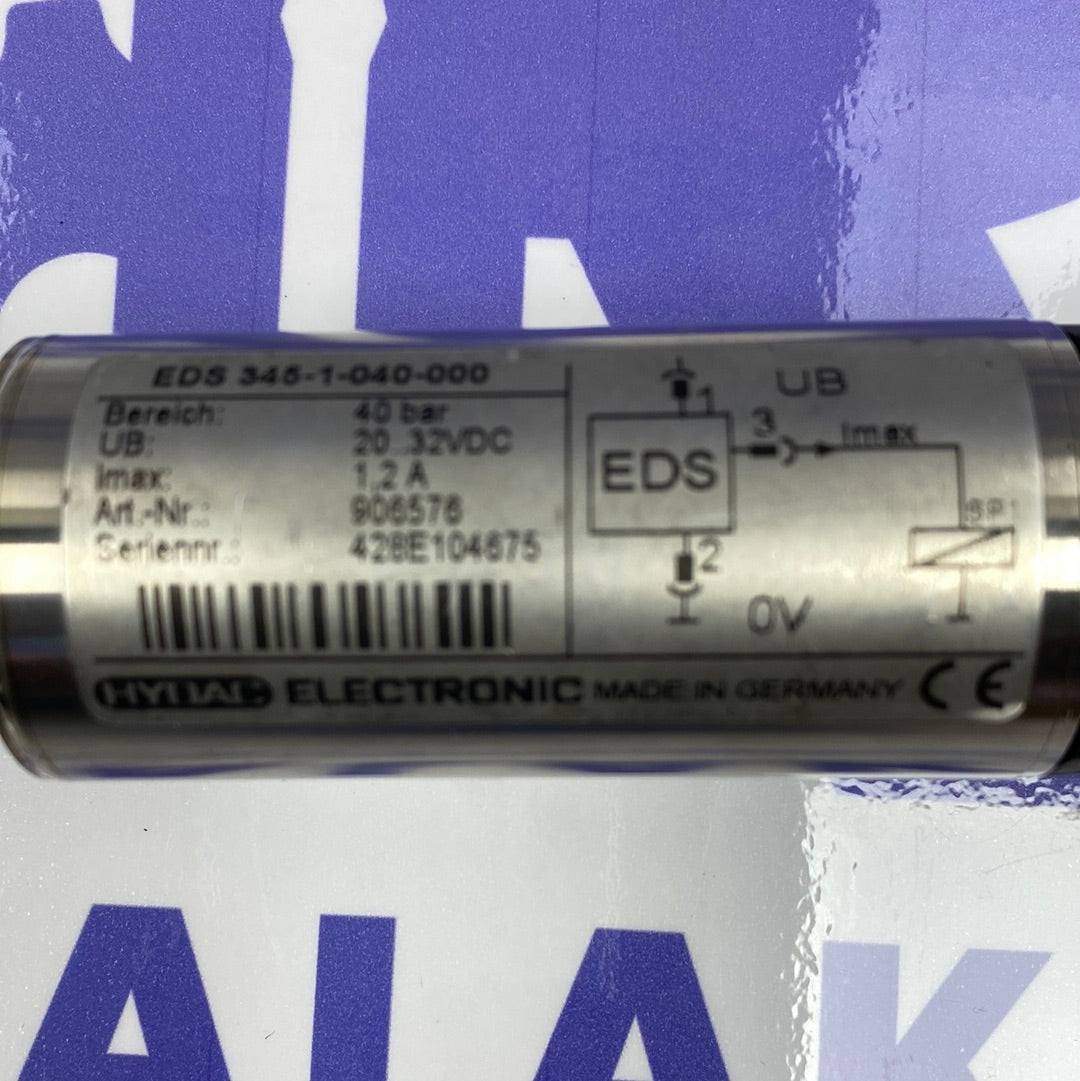 EDS 345-1-040-000
Bereich: 40 bar
UB: 20..32VDC
Imax: 1,2 A
Art.-Nr.: 906576
Seriennr.: 428E104675
1 UB
3 Imax
EDS
SP1
2
0V
HYDAC ELECTRONIC MADE IN GERMANY CE
ALAK